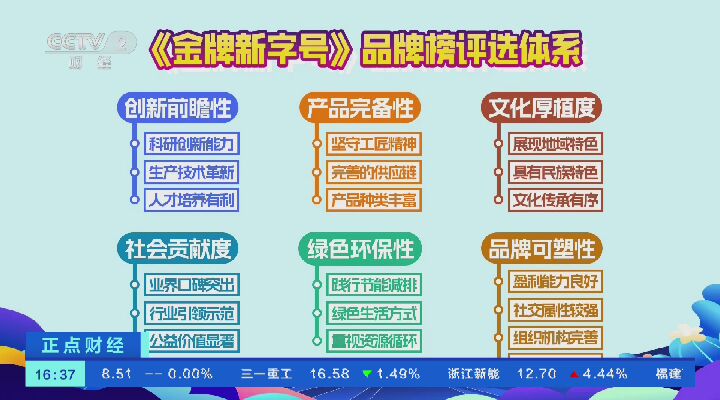 CCTV 2
财经
《金牌新字号》品牌榜评选体系
创新前瞻性
科研创新能力
生产技术革新
人才培养有利
产品完备性
坚守工匠精神
完善的供应链
产品种类丰富
文化厚植度
展现地域特色
具有民族特色
文化传承有序
社会贡献度
业界口碑突出
行业引领示范
公益价值显著
绿色环保性
践行节能减排
绿色生活方式
重视资源循环
品牌可塑性
盈利能力良好
社交属性较强
组织机构完善
正点财经
16:37 8.51 -- 0.00% 三一重工 16.58 ▼1.49% 浙江新能 12.70 ▲4.44% 福建